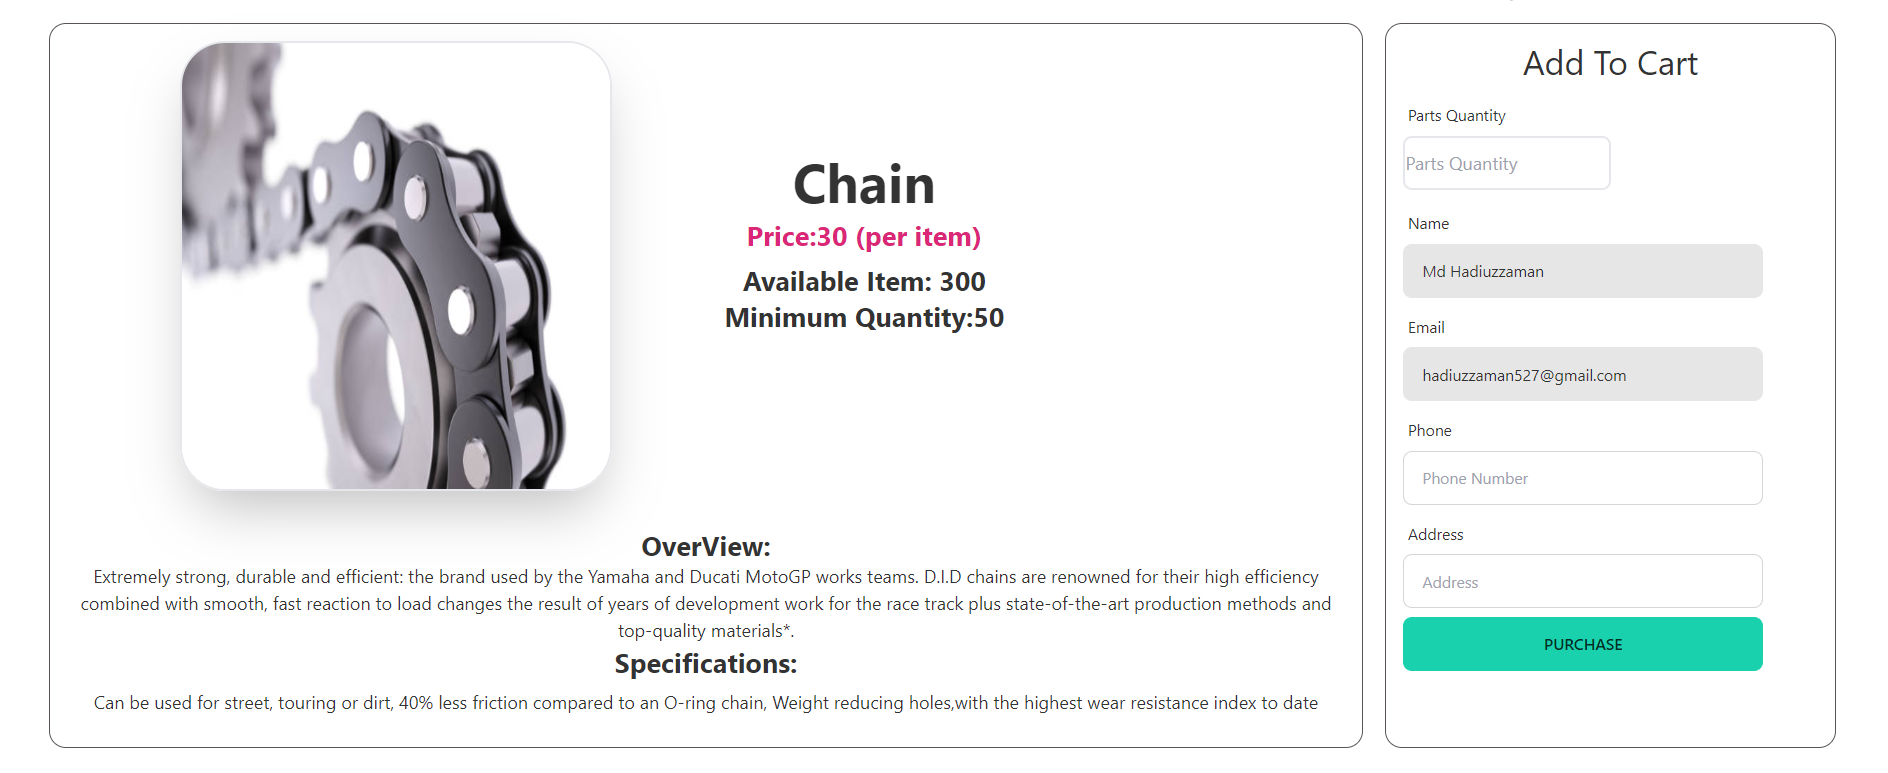 Chain
Price:30 (per item)
Available Item: 300
Minimum Quantity:50
OverView:
Extremely strong, durable and efficient: the brand used by the Yamaha and Ducati MotoGP works teams. D.I.D chains are renowned for their high efficiency
combined with smooth, fast reaction to load changes the result of years of development work for the race track plus state-of-the-art production methods and
top-quality materials*.
Specifications:
Can be used for street, touring or dirt, 40% less friction compared to an O-ring chain, Weight reducing holes,with the highest wear resistance index to date
Add To Cart
Parts Quantity
Parts Quantity
Name
Md Hadiuzzaman
Email
hadiuzzaman527@gmail.com
Phone
Phone Number
Address
Address
PURCHASE